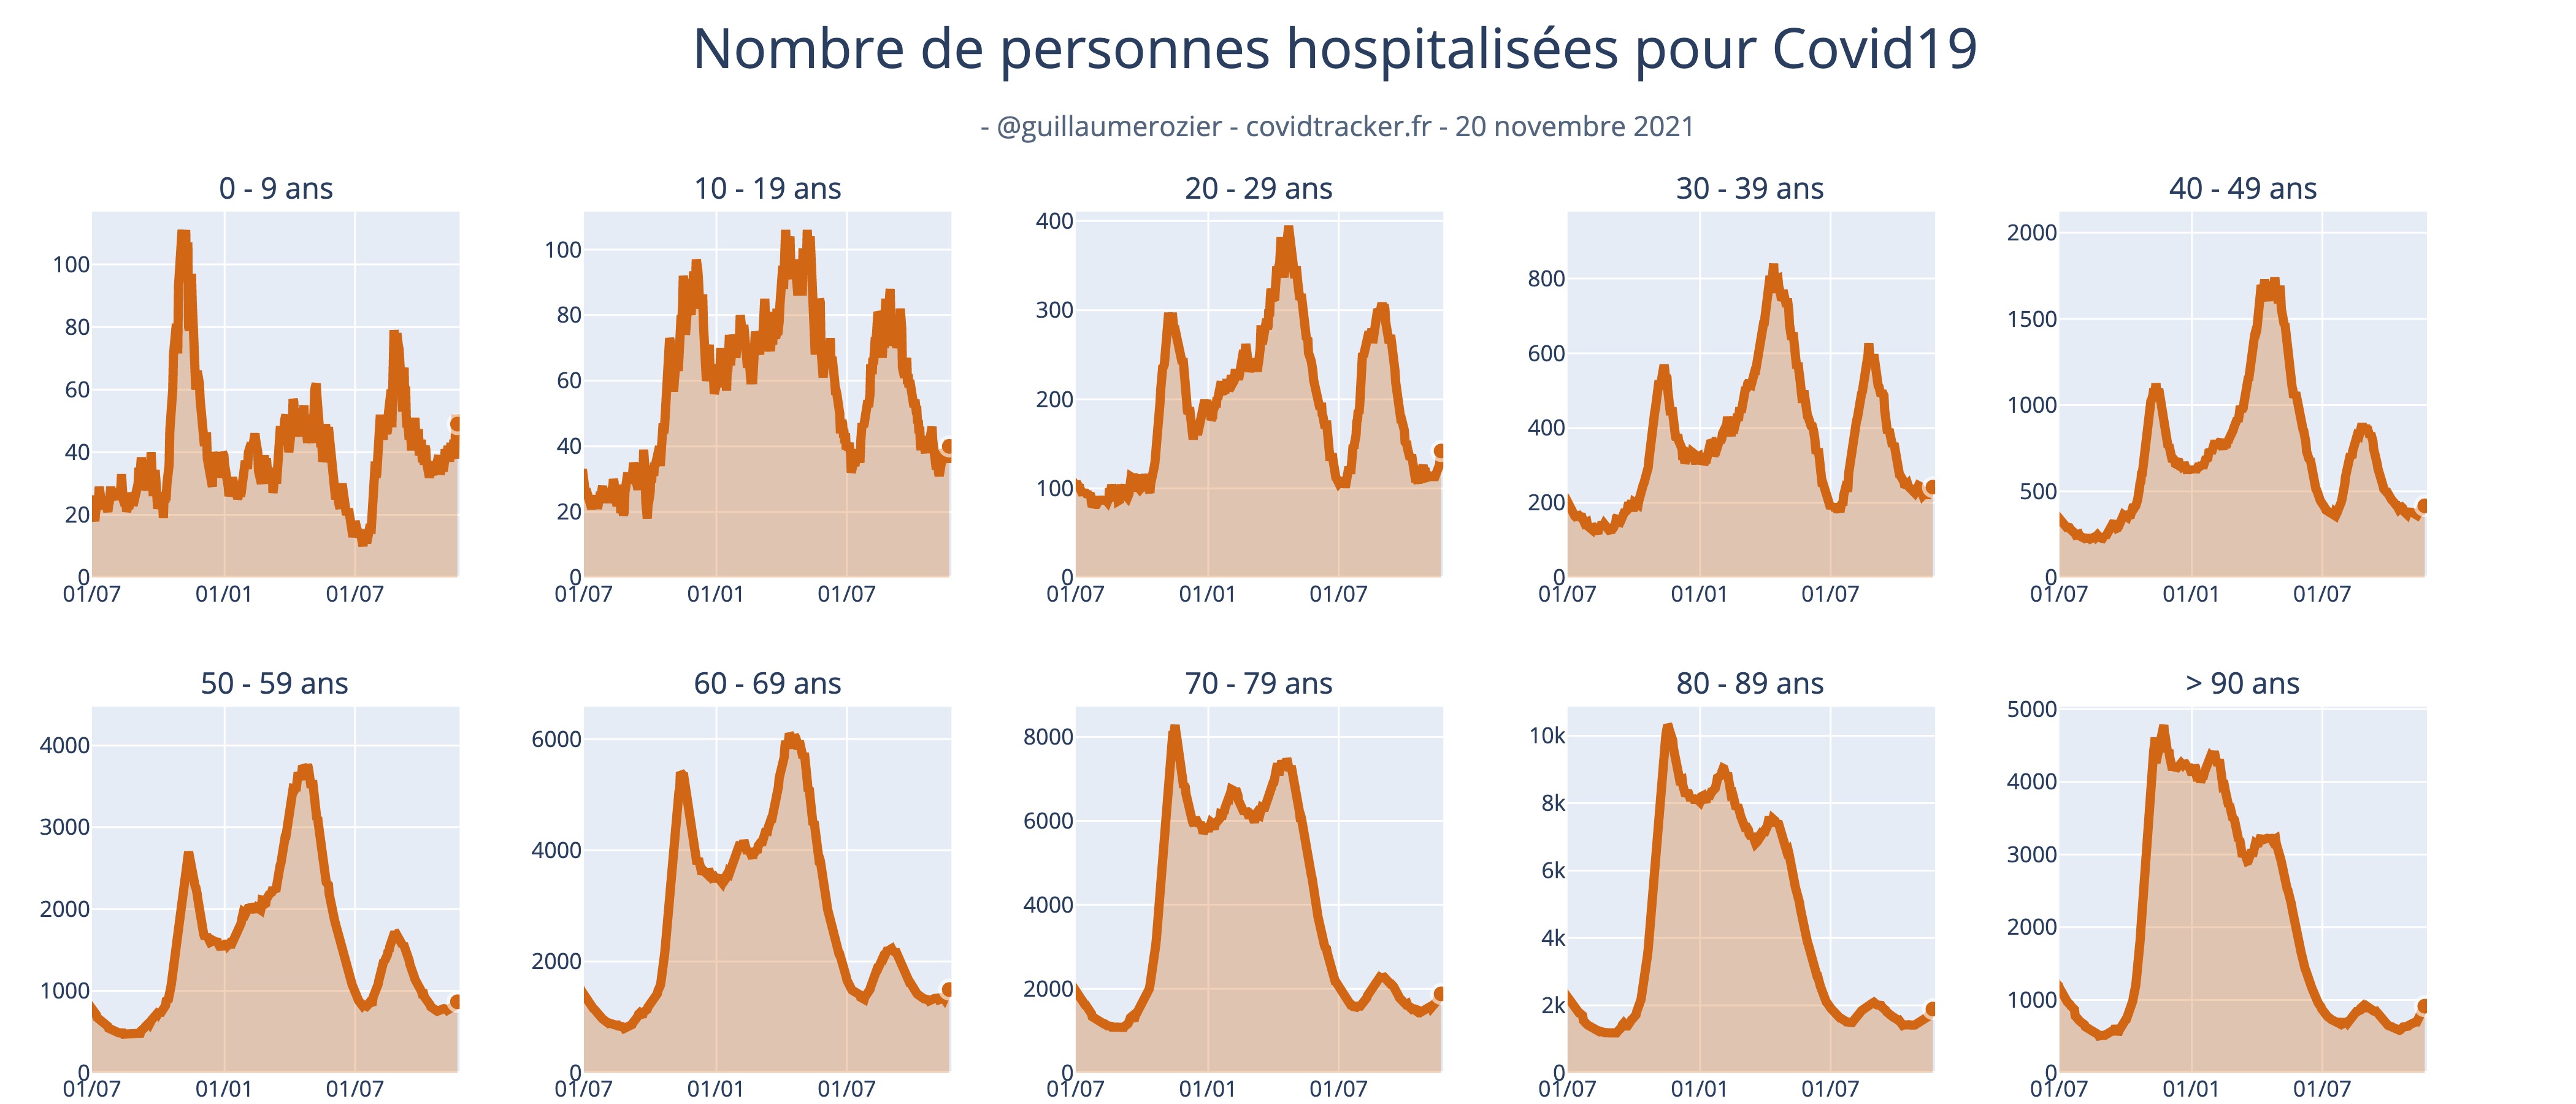 Nombre de personnes hospitalisées pour Covid19
- @guillaumerozier - covidtracker.fr - 20 novembre 2021
0 - 9 ans
100
80
60
40
20
0
01/07 01/01 01/07
10 - 19 ans
100
80
60
40
20
0
01/07 01/01 01/07
20 - 29 ans
400
300
200
100
0
01/07 01/01 01/07
30 - 39 ans
800
600
400
200
0
01/07 01/01 01/07
40 - 49 ans
2000
1500
1000
500
0
01/07 01/01 01/07
50 - 59 ans
4000
3000
2000
1000
0
01/07 01/01 01/07
60 - 69 ans
6000
4000
2000
0
01/07 01/01 01/07
70 - 79 ans
8000
6000
4000
2000
0
01/07 01/01 01/07
80 - 89 ans
10k
8k
6k
4k
2k
0
01/07 01/01 01/07
> 90 ans
5000
4000
3000
2000
1000
0
01/07 01/01 01/07